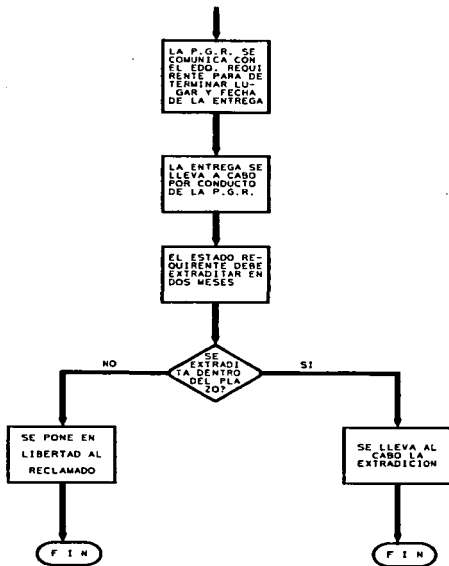 LA P.G.R. SE
COMUNICA CON
EL EDO. REQUI
RENTE PARA DE
TERMINAR LU-
GAR Y FECHA
DE LA ENTREGA
LA ENTREGA SE
LLEVA A CABO
POR CONDUCTO
DE LA P.G.R.
EL ESTADO RE-
QUIRENTE DEBE
EXTRADITAR EN
DOS MESES
SE
EXTRADI
TA DENTRO
DEL PLA
ZO?
NO
SI
SE PONE EN
LIBERTAD AL
RECLAMADO
SE LLEVA AL
CABO LA
EXTRADICION
F I N
F I N